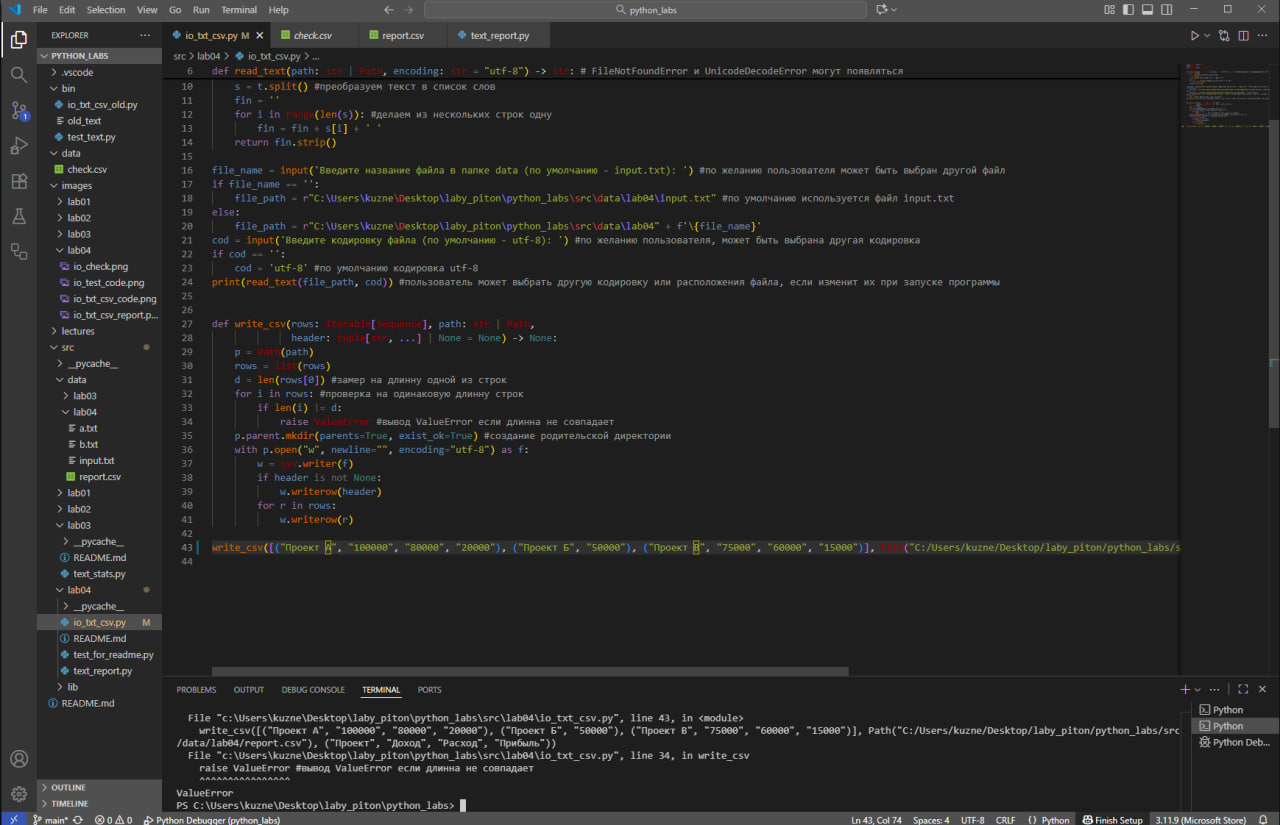 File Edit Selection View Go Run Terminal Help
python_labs
EXPLORER
PYTHON_LABS
.vscode
bin
io_txt_csv_old.py
old_text
test_text.py
data
check.csv
images
lab01
lab02
lab03
lab04
io_check.png
io_test_code.png
io_txt_csv_code.png
io_txt_csv_report.p...
lectures
src
__pycache__
data
lab03
lab04
a.txt
b.txt
input.txt
report.csv
lab01
lab02
lab03
__pycache__
README.md
text_stats.py
lab04
__pycache__
io_txt_csv.py M
README.md
test_for_readme.py
text_report.py
lib
README.md
OUTLINE
TIMELINE
io_txt_csv.py M check.csv report.csv text_report.py
src > lab04 > io_txt_csv.py > ...
6 def read_text(path: str | Path, encoding: str = "utf-8") -> str: # FileNotFoundError и UnicodeDecodeError могут появляться
10 s = t.split() #преобразуем текст в список слов
11 fin = ''
12 for i in range(len(s)): #делаем из нескольких строк одну
13 fin = fin + s[i] + ' '
14 return fin.strip()
15
16 file_name = input('Введите название файла в папке data (по умолчанию - input.txt): ') #по желанию пользователя может быть выбран другой файл
17 if file_name == '':
18 file_path = r"C:\Users\kuzne\Desktop\laby_piton\python_labs\src\data\lab04\input.txt" #по умолчанию используется файл input.txt
19 else:
20 file_path = r"C:\Users\kuzne\Desktop\laby_piton\python_labs\src\data\lab04" + f'\{file_name}'
21 cod = input('Введите кодировку файла (по умолчанию - utf-8): ') #по желанию пользователя, может быть выбрана другая кодировка
22 if cod == '':
23 cod = 'utf-8' #по умолчанию кодировка utf-8
24 print(read_text(file_path, cod)) #пользователь может выбрать другую кодировку или расположения файла, если изменит их при запуске программы
25
26
27 def write_csv(rows: Iterable[Sequence], path: str | Path,
28 header: tuple[str, ...] | None = None) -> None:
29 p = Path(path)
30 rows = list(rows)
31 d = len(rows[0]) #замер на длинну одной из строк
32 for i in rows: #проверка на одинаковую длинну строк
33 if len(i) != d:
34 raise ValueError #вывод ValueError если длинна не совпадает
35 p.parent.mkdir(parents=True, exist_ok=True) #создание родительской директории
36 with p.open("w", newline="", encoding="utf-8") as f:
37 w = csv.writer(f)
38 if header is not None:
39 w.writerow(header)
40 for r in rows:
41 w.writerow(r)
42
43 write_csv([("Проект А", "100000", "80000", "20000"), ("Проект Б", "50000"), ("Проект В", "75000", "60000", "15000")], Path("C:/Users/kuzne/Desktop/laby_piton/python_labs/s
44
PROBLEMS OUTPUT DEBUG CONSOLE TERMINAL PORTS
File "c:\Users\kuzne\Desktop\laby_piton\python_labs\src\lab04\io_txt_csv.py", line 43, in <module>
write_csv([("Проект А", "100000", "80000", "20000"), ("Проект Б", "50000"), ("Проект В", "75000", "60000", "15000")], Path("C:/Users/kuzne/Desktop/laby_piton/python_labs/src
/data/lab04/report.csv"), ("Проект", "Доход", "Расход", "Прибыль"))
File "c:\Users\kuzne\Desktop\laby_piton\python_labs\src\lab04\io_txt_csv.py", line 34, in write_csv
raise ValueError #вывод ValueError если длинна не совпадает
^^^^^^^^^^^^^^^^
ValueError
PS C:\Users\kuzne\Desktop\laby_piton\python_labs>
Python
Python
Python Deb...
main* 0 0 Python Debugger (python_labs) Ln 43, Col 74 Spaces: 4 UTF-8 CRLF {} Python Finish Setup 3.11.9 (Microsoft Store)